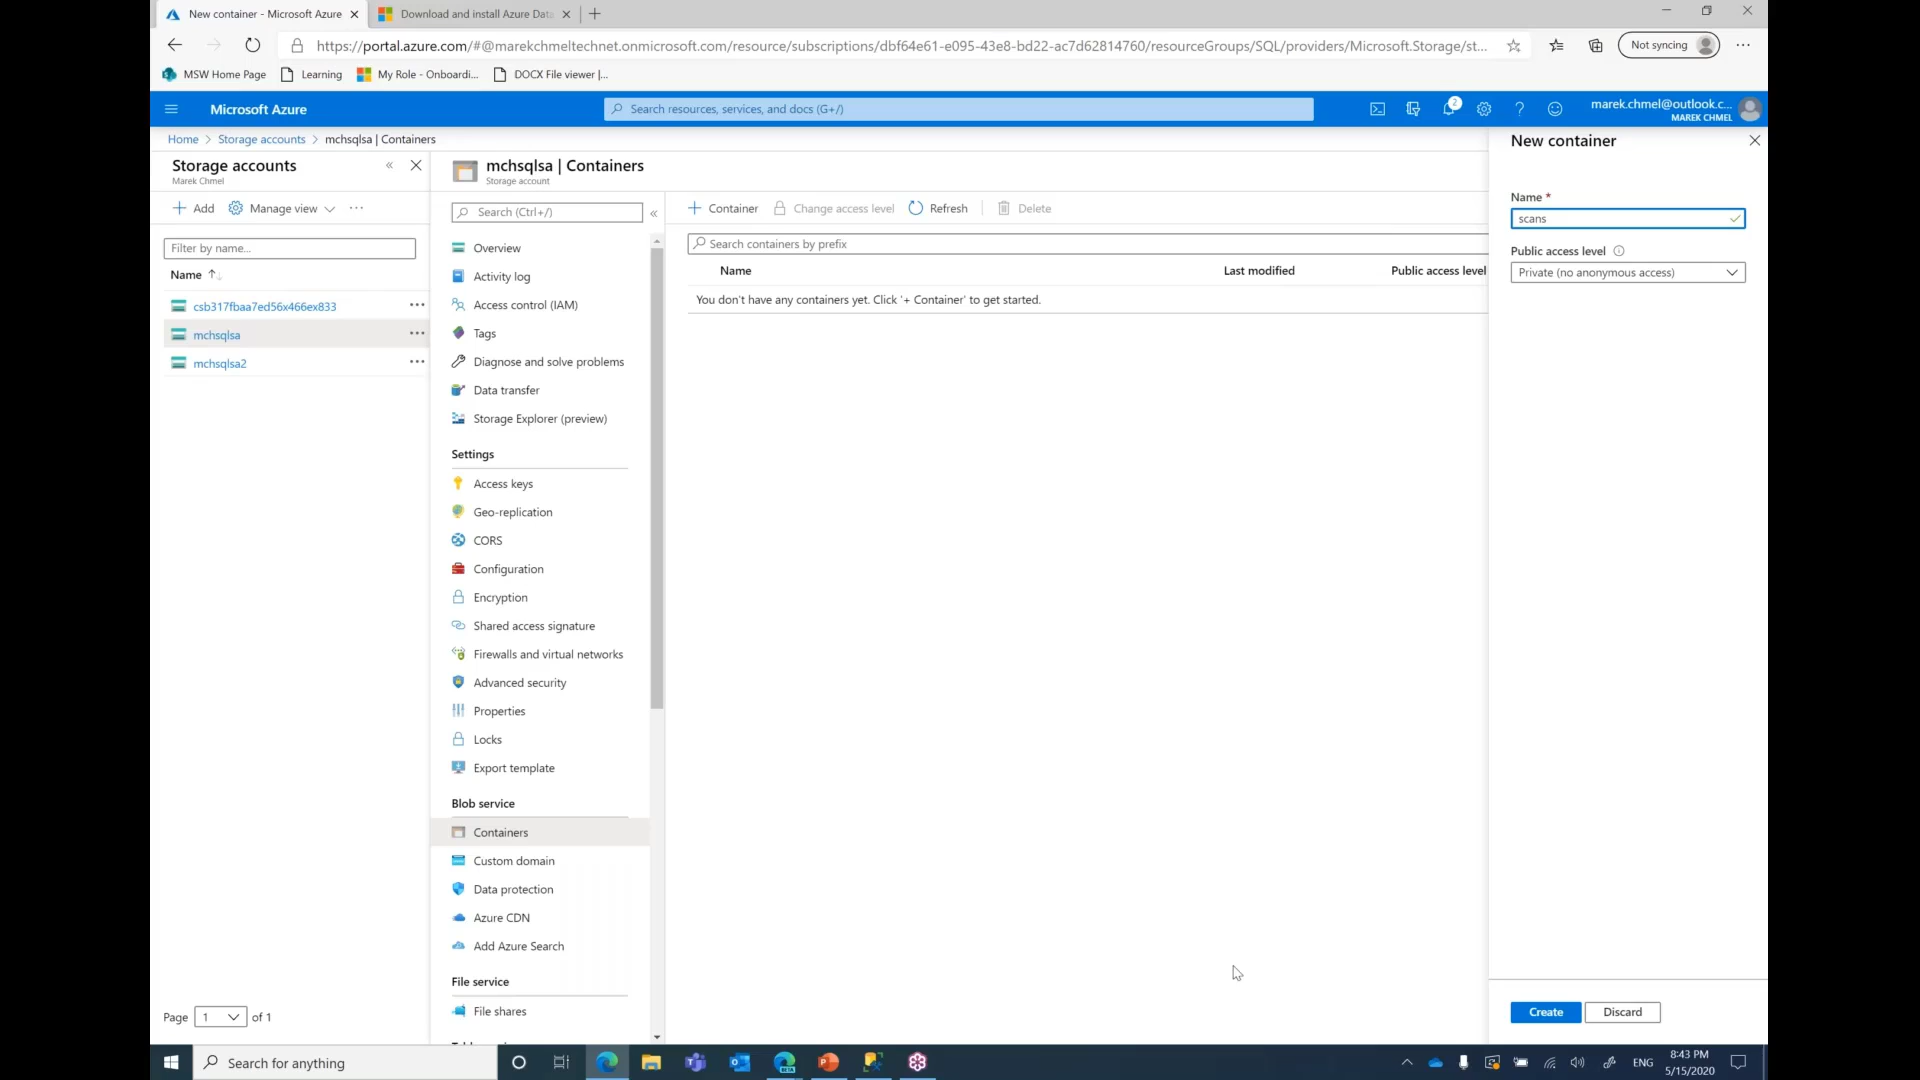 New container - Microsoft Azure
Download and install Azure Data
https://portal.azure.com/#@marekchmeltechnet.onmicrosoft.com/resource/subscriptions/dbf64e61-e095-43e8-bd22-ac7d62814760/resourceGroups/SQL/providers/Microsoft.Storage/st...
Not syncing
MSW Home Page
Learning
My Role - Onboardi...
DOCX File viewer |...
Microsoft Azure
Search resources, services, and docs (G+/)
2
marek.chmel@outlook.c...
MAREK CHMEL
Home > Storage accounts > mchsqlsa | Containers
Storage accounts
Marek Chmel
Add
Manage view
Filter by name...
Name
csb317fbaa7ed56x466ex833
mchsqlsa
mchsqlsa2
Page 1 of 1
mchsqlsa | Containers
Storage account
Search (Ctrl+/)
Overview
Activity log
Access control (IAM)
Tags
Diagnose and solve problems
Data transfer
Storage Explorer (preview)
Settings
Access keys
Geo-replication
CORS
Configuration
Encryption
Shared access signature
Firewalls and virtual networks
Advanced security
Properties
Locks
Export template
Blob service
Containers
Custom domain
Data protection
Azure CDN
Add Azure Search
File service
File shares
Container
Change access level
Refresh
Delete
Search containers by prefix
Name
Last modified
Public access level
You don't have any containers yet. Click '+ Container' to get started.
New container
Name *
scans
Public access level
Private (no anonymous access)
Create
Discard
Search for anything
BETA
ENG
8:43 PM
5/15/2020